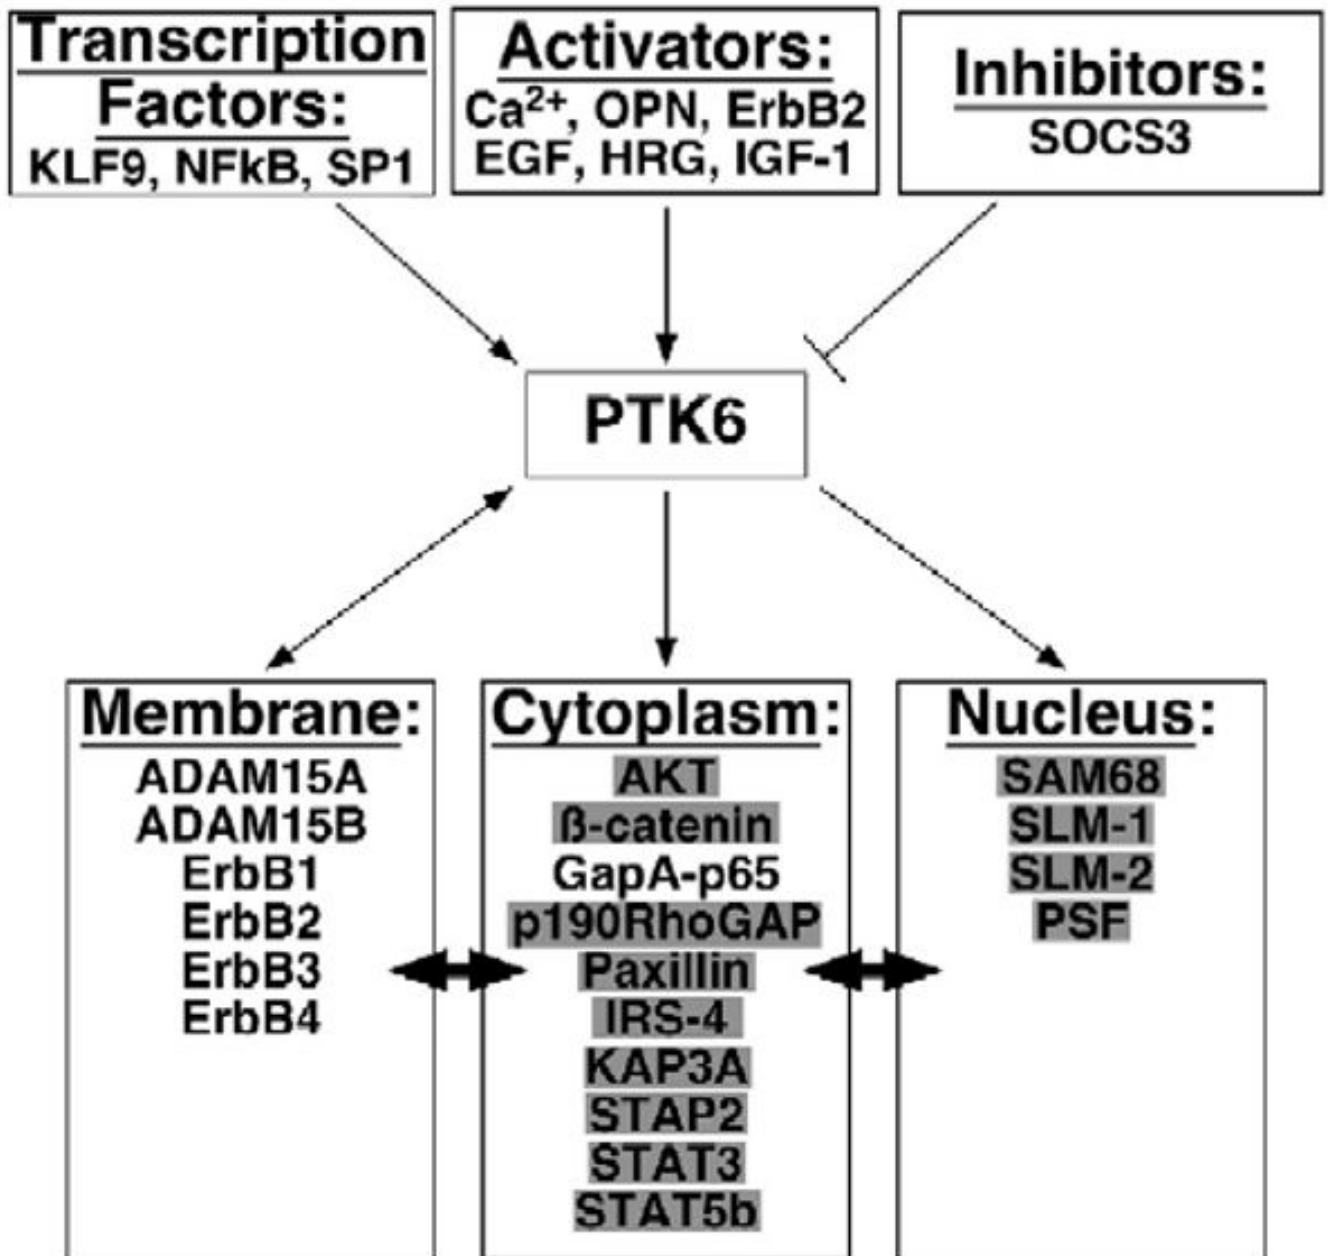 Transcription
Factors:
KLF9, NFkB, SP1
Activators:
Ca²⁺, OPN, ErbB2
EGF, HRG, IGF-1
Inhibitors:
SOCS3
PTK6
Membrane:
ADAM15A
ADAM15B
ErbB1
ErbB2
ErbB3
ErbB4
Cytoplasm:
AKT
ß-catenin
GapA-p65
p190RhoGAP
Paxillin
IRS-4
KAP3A
STAP2
STAT3
STAT5b
Nucleus:
SAM68
SLM-1
SLM-2
PSF